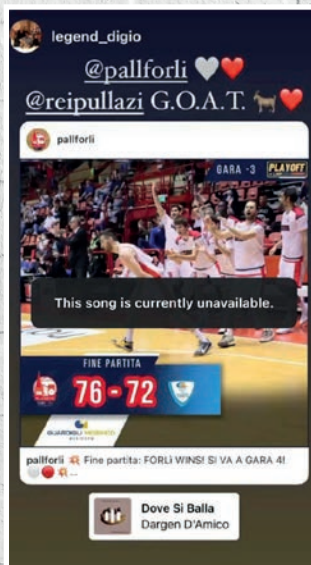 legend_digio
@pallforli 🤍❤️
@reipullazi G.O.A.T. 🐐❤️
pallforli
GARA -3 PLAYOFF
This song is currently unavailable.
FINE PARTITA
76 - 72
pallforli 💥 Fine partita: FORLÌ WINS! SI VA A GARA 4!
⚪🔴💥...
Dove Si Balla
Dargen D'Amico